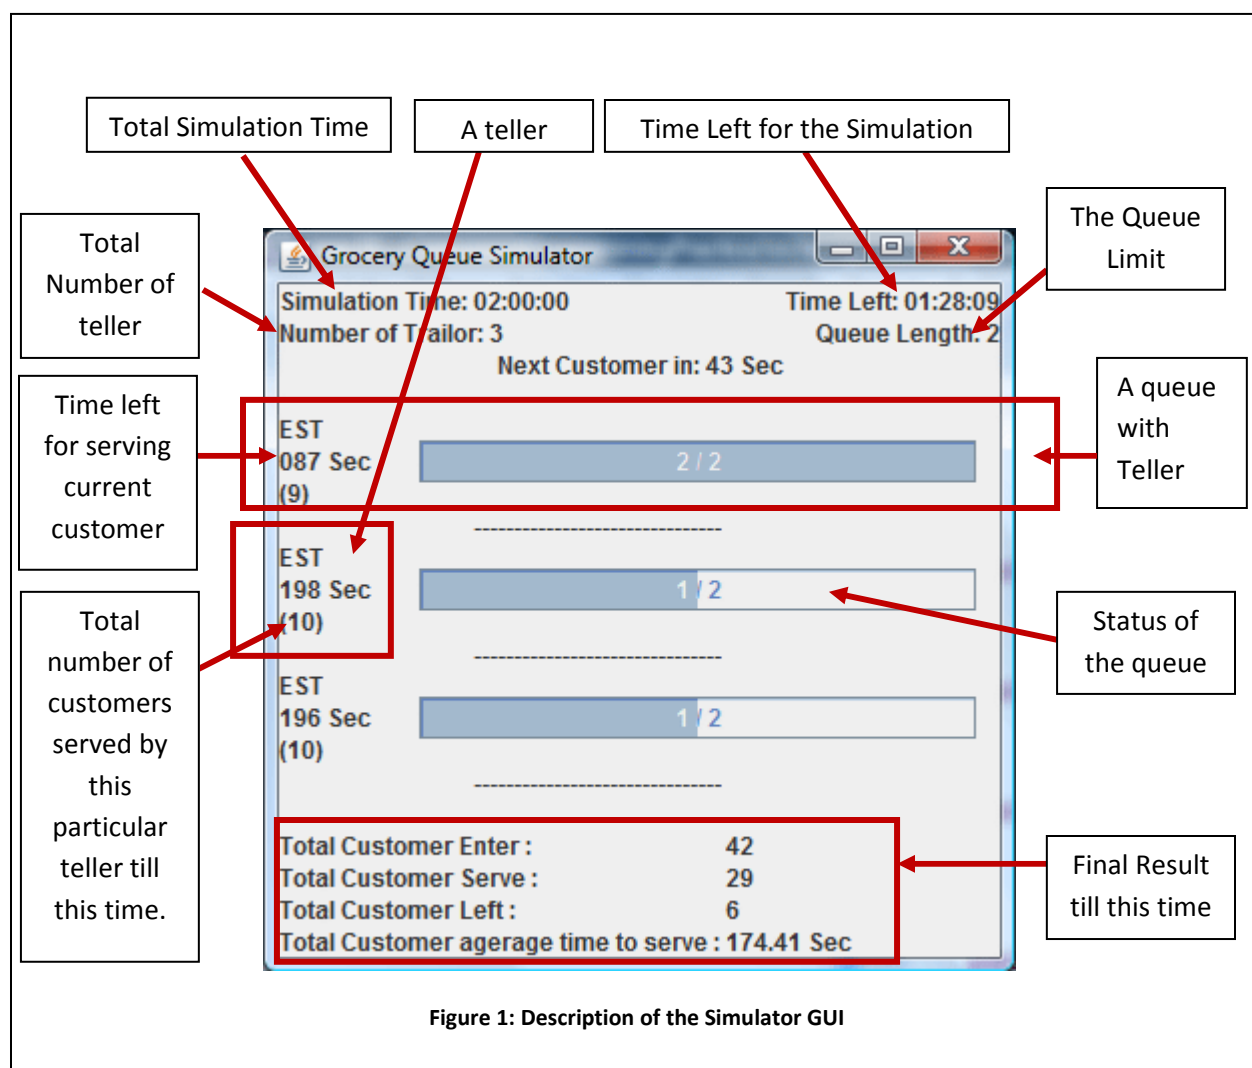 Total Simulation Time
A teller
Time Left for the Simulation
Total
Number of
teller
The Queue
Limit
Grocery Queue Simulator
Simulation Time: 02:00:00
Time Left: 01:28:09
Number of Trailor: 3
Queue Length: 2
Next Customer in: 43 Sec
Time left
for serving
current
customer
EST
087 Sec
(9)
2 / 2
A queue
with
Teller
-------------------------------
EST
198 Sec
(10)
1 / 2
Total
number of
customers
served by
this
particular
teller till
this time.
Status of
the queue
-------------------------------
EST
196 Sec
(10)
1 / 2
-------------------------------
Total Customer Enter : 42
Total Customer Serve : 29
Total Customer Left : 6
Total Customer agerage time to serve : 174.41 Sec
Final Result
till this time
Figure 1: Description of the Simulator GUI